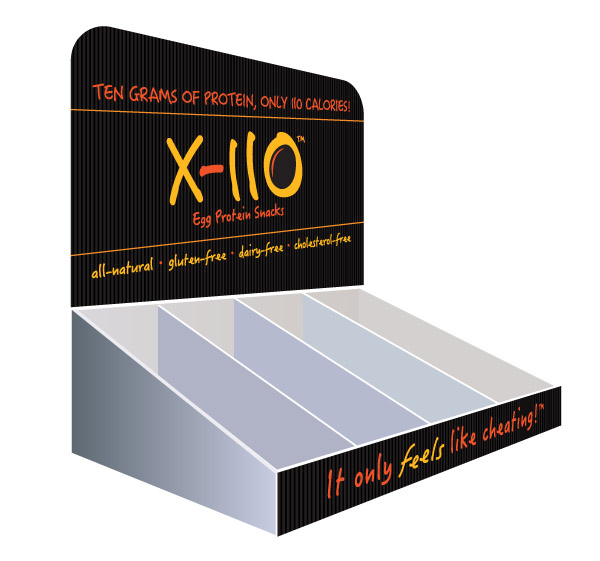 TEN GRAMS OF PROTEIN, ONLY 110 CALORIES!
X-110™
Egg Protein Snacks
all-natural • gluten-free • dairy-free • cholesterol-free
It only feels like cheating!™